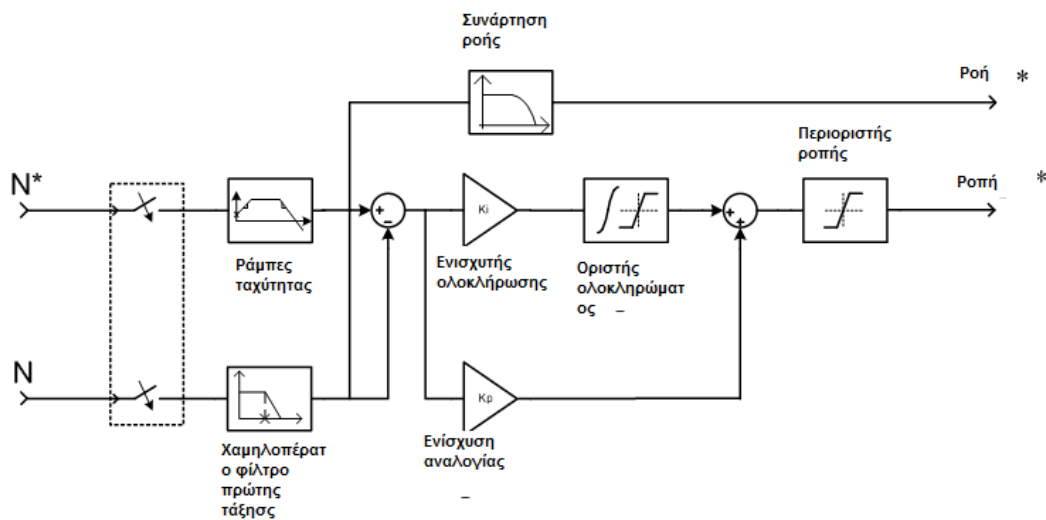 Συνάρτηση
ροής
Ροή *
Περιοριστής
ροπής
N*
Ροπή *
Ki
Ράμπες
ταχύτητας
Ενισχυτής
ολοκλήρωσης
Οριστής
ολοκληρώματ
ος _
N
Kp
Χαμηλοπέρατ
ο φίλτρο
πρώτης
τάξησς
Ενίσχυση
αναλογίας
_